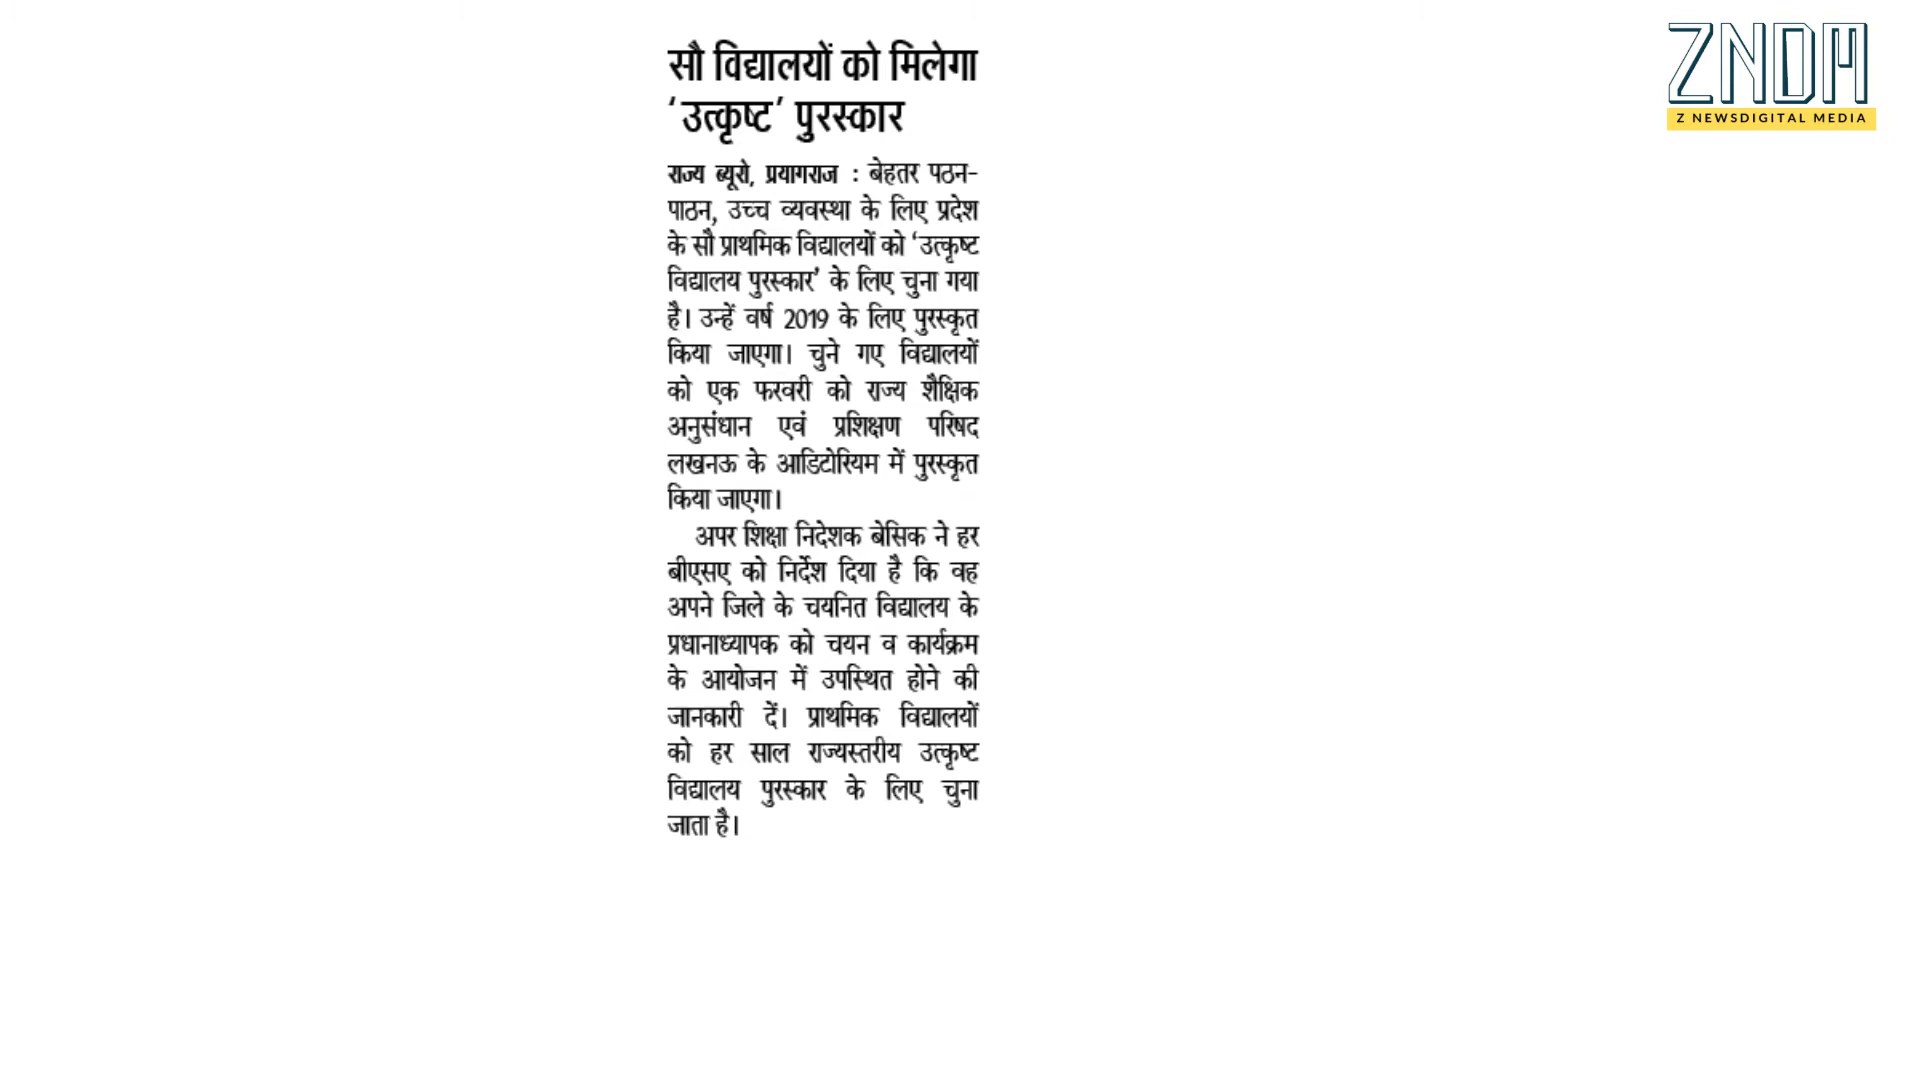 सौ विद्यालयों को मिलेगा
‘उत्कृष्ट’ पुरस्कार
राज्य ब्यूरो, प्रयागराज : बेहतर पठन-
पाठन, उच्च व्यवस्था के लिए प्रदेश
के सौ प्राथमिक विद्यालयों को ‘उत्कृष्ट
विद्यालय पुरस्कार’ के लिए चुना गया
है। उन्हें वर्ष 2019 के लिए पुरस्कृत
किया जाएगा। चुने गए विद्यालयों
को एक फरवरी को राज्य शैक्षिक
अनुसंधान एवं प्रशिक्षण परिषद
लखनऊ के आडिटोरियम में पुरस्कृत
किया जाएगा।
अपर शिक्षा निदेशक बेसिक ने हर
बीएसए को निर्देश दिया है कि वह
अपने जिले के चयनित विद्यालय के
प्रधानाध्यापक को चयन व कार्यक्रम
के आयोजन में उपस्थित होने की
जानकारी दें। प्राथमिक विद्यालयों
को हर साल राज्यस्तरीय उत्कृष्ट
विद्यालय पुरस्कार के लिए चुना
जाता है।
ZNDM
Z NEWSDIGITAL MEDIA